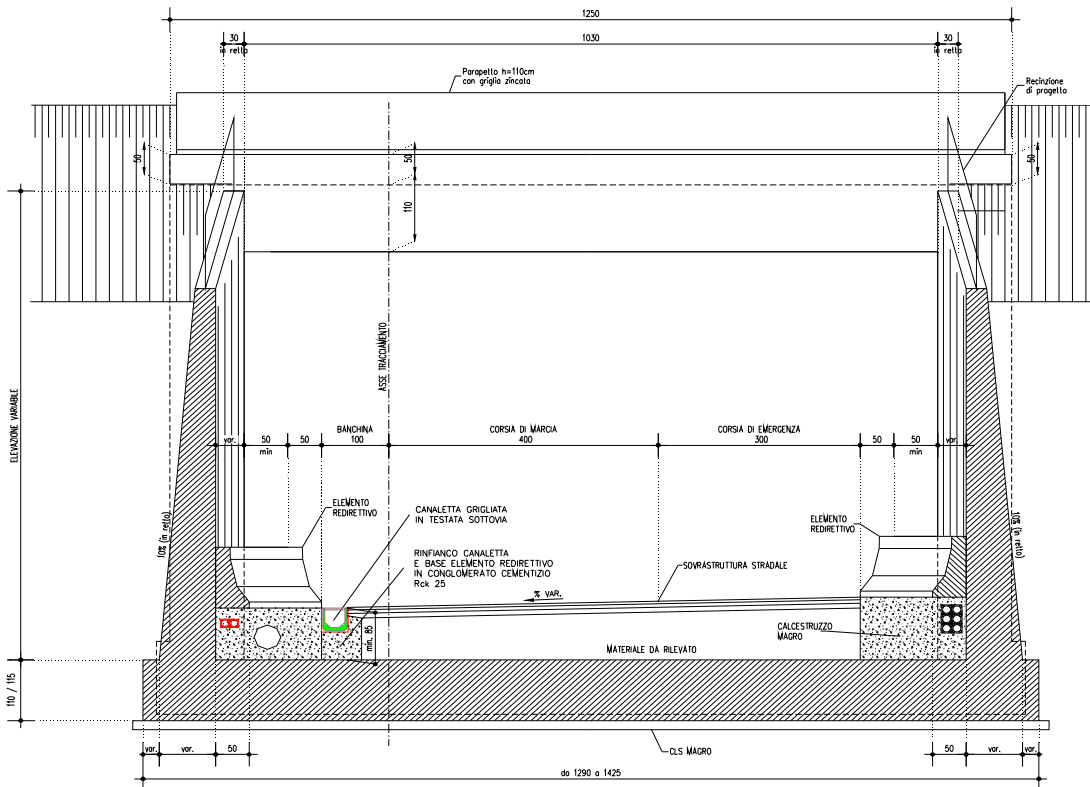 1250
30
in retta
1030
30
in retta
Parapetto h=110cm
con griglia zincata
Recinzione
di progetto
50
50
50
110
ASSE TRACCIAMENTO
ELEVAZIONE VARIABILE
BANCHINA
CORSIA DI MARCIA
CORSIA DI EMERGENZA
var.
50
min
50
100
400
300
50
50
min
var.
ELEMENTO
REDIRETTIVO
CANALETTA GRIGLIATA
IN TESTATA SOTTOVIA
ELEMENTO
REDIRETTIVO
10% (in retto)
10% (in retto)
RINFIANCO CANALETTA
E BASE ELEMENTO REDIRETTIVO
IN CONGLOMERATO CEMENTIZIO
Rck 25
SOVRASTRUTTURA STRADALE
% VAR.
min. 85
CALCESTRUZZO
MAGRO
MATERIALE DA RILEVATO
110 / 115
var.
var.
50
CLS MAGRO
50
var.
var.
da 1290 a 1425